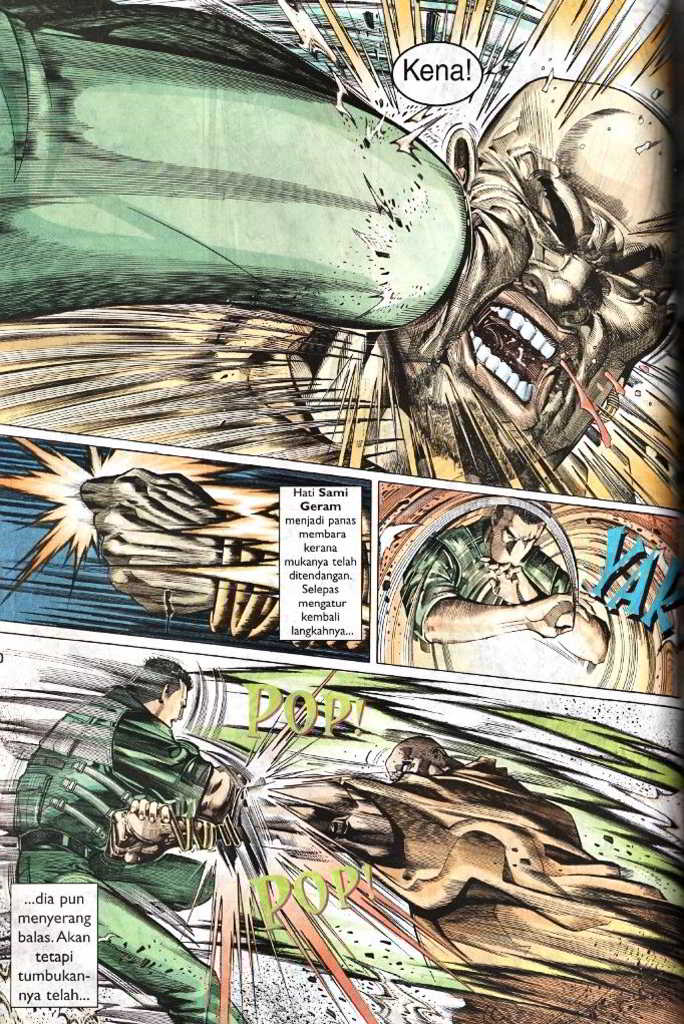 Kena!
Hati Sami
Geram
menjadi panas
membara
kerana
mukanya telah
ditendangan.
Selepas
mengatur
kembali
langkahnya...
POP!
POP!
...dia pun
menyerang
balas. Akan
tetapi
tumbukan-
nya telah...